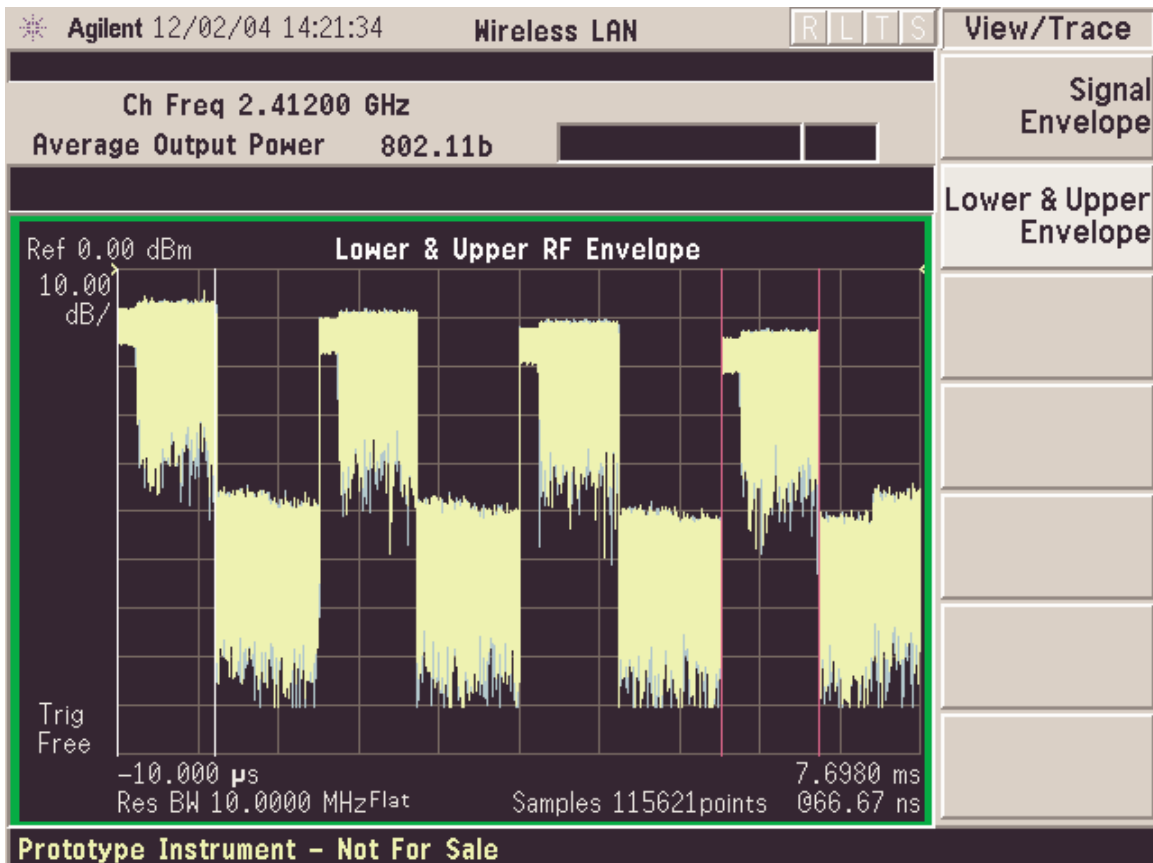 Agilent 12/02/04 14:21:34 Wireless LAN R L T S View/Trace
Ch Freq 2.41200 GHz
Average Output Power 802.11b
Signal
Envelope
Lower & Upper
Envelope
Ref 0.00 dBm Lower & Upper RF Envelope
10.00
dB/
Trig
Free
-10.000 µs 7.6980 ms
Res BW 10.0000 MHz Flat Samples 115621points @66.67 ns
Prototype Instrument - Not For Sale